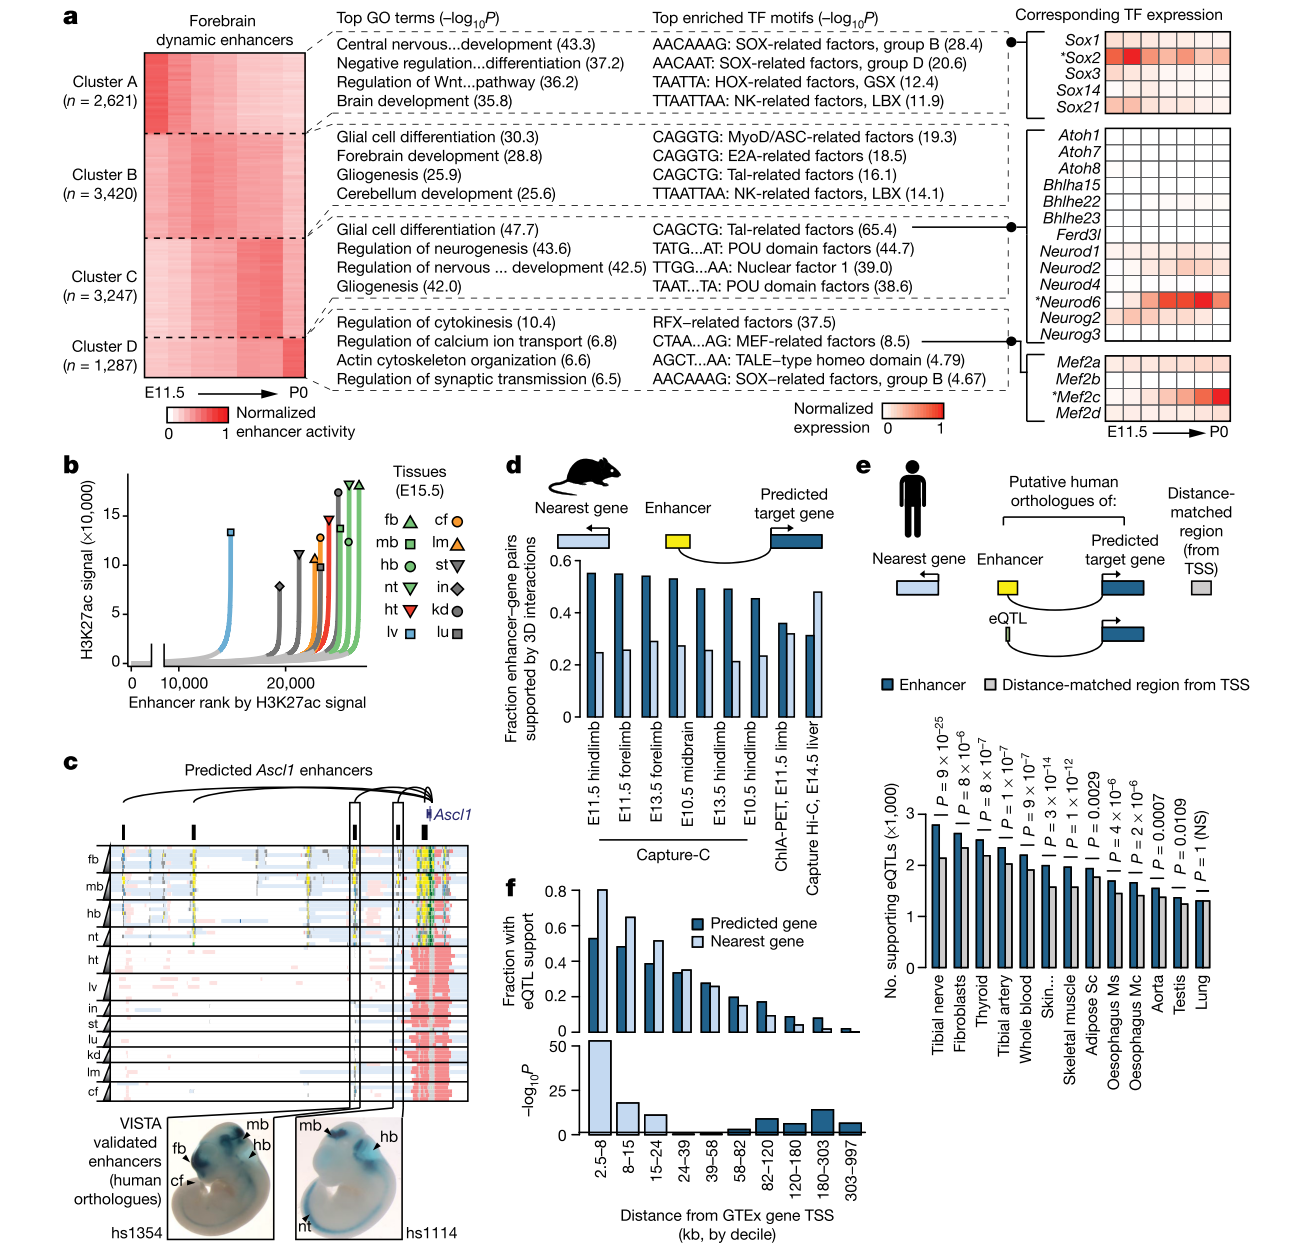 a
Forebrain
dynamic enhancers
Top GO terms (–log10P)
Top enriched TF motifs (–log10P)
Corresponding TF expression
Cluster A
(n = 2,621)
Central nervous...development (43.3)
Negative regulation...differentiation (37.2)
Regulation of Wnt...pathway (36.2)
Brain development (35.8)
AACAAAG: SOX-related factors, group B (28.4)
AACAAT: SOX-related factors, group D (20.6)
TAATTA: HOX-related factors, GSX (12.4)
TTAATTAA: NK-related factors, LBX (11.9)
Sox1
*Sox2
Sox3
Sox14
Sox21
Cluster B
(n = 3,420)
Glial cell differentiation (30.3)
Forebrain development (28.8)
Gliogenesis (25.9)
Cerebellum development (25.6)
CAGGTG: MyoD/ASC-related factors (19.3)
CAGGTG: E2A-related factors (18.5)
CAGCTG: Tal-related factors (16.1)
TTAATTAA: NK-related factors, LBX (14.1)
Atoh1
Atoh7
Atoh8
Bhlha15
Bhlhe22
Bhlhe23
Ferd3l
Neurod1
Neurod2
Neurod4
*Neurod6
Neurog2
Neurog3
Cluster C
(n = 3,247)
Glial cell differentiation (47.7)
Regulation of neurogenesis (43.6)
Regulation of nervous ... development (42.5)
Gliogenesis (42.0)
CAGCTG: Tal-related factors (65.4)
TATG...AT: POU domain factors (44.7)
TTGG...AA: Nuclear factor 1 (39.0)
TAAT...TA: POU domain factors (38.6)
Cluster D
(n = 1,287)
Regulation of cytokinesis (10.4)
Regulation of calcium ion transport (6.8)
Actin cytoskeleton organization (6.6)
Regulation of synaptic transmission (6.5)
RFX–related factors (37.5)
CTAA...AG: MEF-related factors (8.5)
AGCT...AA: TALE–type homeo domain (4.79)
AACAAAG: SOX–related factors, group B (4.67)
Mef2a
Mef2b
*Mef2c
Mef2d
E11.5
P0
0
1
Normalized
enhancer activity
Normalized
expression
0
1
E11.5
P0
b
H3K27ac signal (×10,000)
15
10
5
0
0
10,000
20,000
Enhancer rank by H3K27ac signal
Tissues
(E15.5)
fb
cf
mb
lm
hb
st
nt
in
ht
kd
lv
lu
c
Predicted Ascl1 enhancers
Ascl1
fb
mb
hb
nt
ht
lv
in
st
lu
kd
lm
cf
VISTA
validated
enhancers
(human
orthologues)
hs1354
fb
mb
hb
cf
mb
hb
nt
hs1114
d
Nearest gene
Enhancer
Predicted
target gene
Fraction enhancer–gene pairs
supported by 3D interactions
0.6
0.4
0.2
0
E11.5 hindlimb
E11.5 forelimb
E13.5 forelimb
E10.5 midbrain
E13.5 hindlimb
E10.5 hindlimb
ChIA-PET, E11.5 limb
Capture Hi-C, E14.5 liver
Capture-C
e
Putative human
orthologues of:
Nearest gene
Enhancer
Predicted
target gene
Distance-
matched
region
(from
TSS)
eQTL
Enhancer
Distance-matched region from TSS
No. supporting eQTLs (×1,000)
3
2
1
0
P = 9 × 10–25
P = 8 × 10–6
P = 8 × 10–7
P = 1 × 10–7
P = 9 × 10–7
P = 3 × 10–14
P = 1 × 10–12
P = 0.0029
P = 4 × 10–6
P = 2 × 10–6
P = 0.0007
P = 0.0109
P = 1 (NS)
Tibial nerve
Fibroblasts
Thyroid
Tibial artery
Whole blood
Skin...
Skeletal muscle
Adipose Sc
Oesophagus Ms
Oesophagus Mc
Aorta
Testis
Lung
f
Fraction with
eQTL support
0.8
0.6
0.4
0.2
0
Predicted gene
Nearest gene
–log10P
50
25
0
2.5–8
8–15
15–24
24–39
39–58
58–82
82–120
120–180
180–303
303–997
Distance from GTEx gene TSS
(kb, by decile)